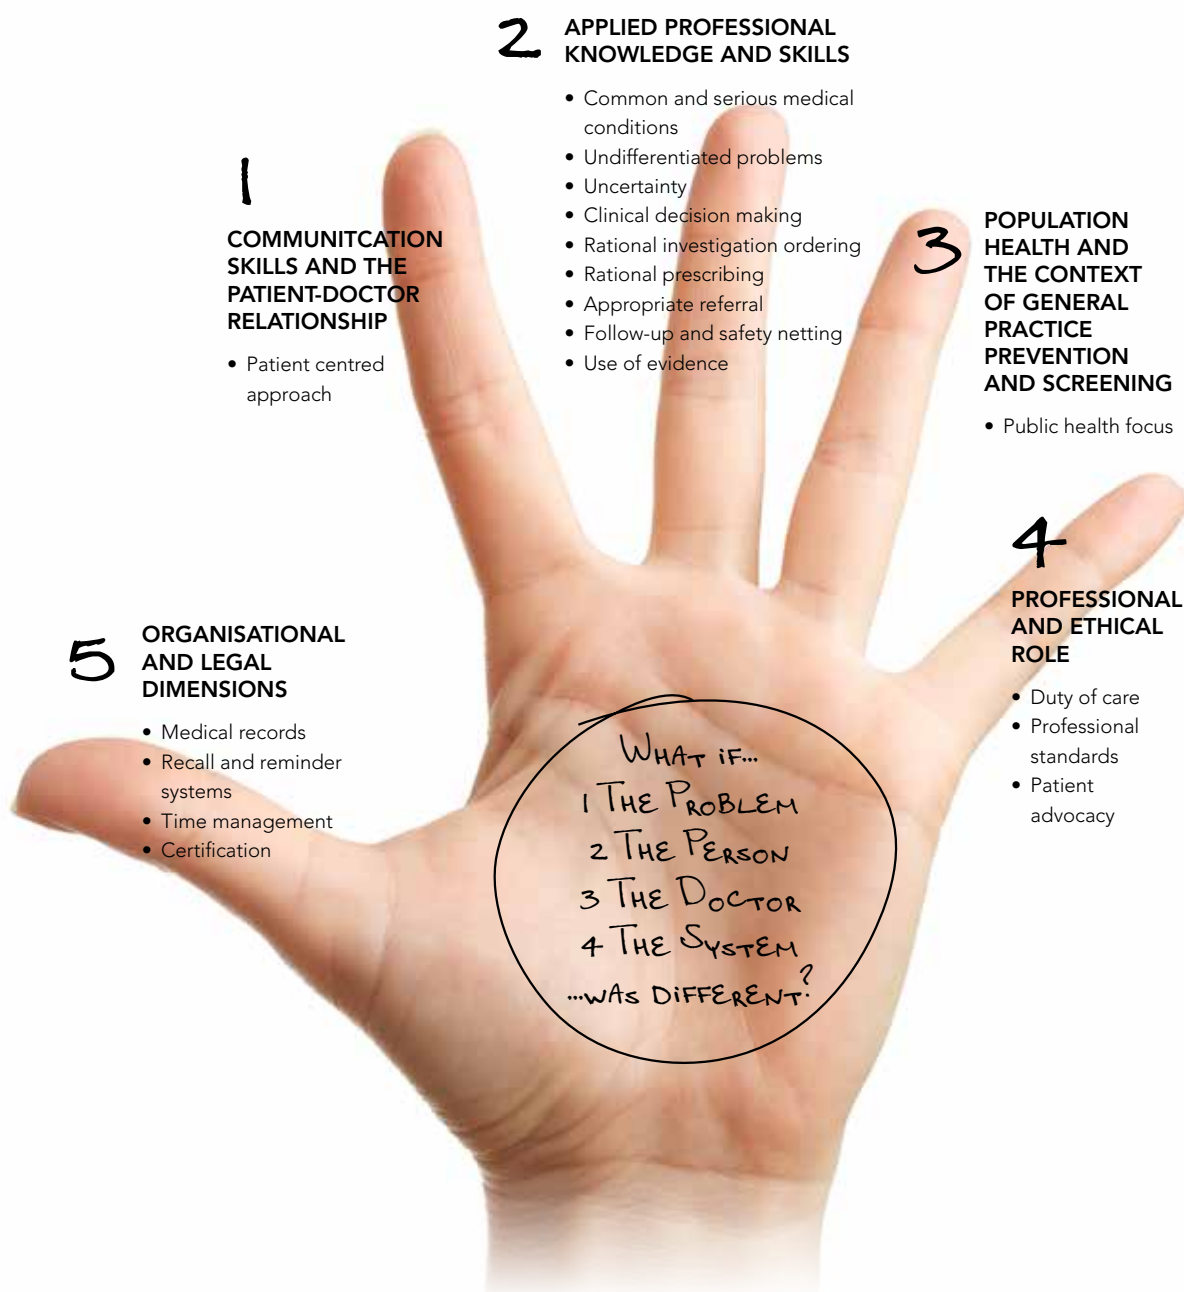 1
COMMUNITCATION
SKILLS AND THE
PATIENT-DOCTOR
RELATIONSHIP
• Patient centred
approach
2
APPLIED PROFESSIONAL
KNOWLEDGE AND SKILLS
• Common and serious medical
conditions
• Undifferentiated problems
• Uncertainty
• Clinical decision making
• Rational investigation ordering
• Rational prescribing
• Appropriate referral
• Follow-up and safety netting
• Use of evidence
3
POPULATION
HEALTH AND
THE CONTEXT
OF GENERAL
PRACTICE
PREVENTION
AND SCREENING
• Public health focus
4
PROFESSIONAL
AND ETHICAL
ROLE
• Duty of care
• Professional
standards
• Patient
advocacy
5
ORGANISATIONAL
AND LEGAL
DIMENSIONS
• Medical records
• Recall and reminder
systems
• Time management
• Certification
WHAT iF...
1 THE PROBLEM
2 THE PERSON
3 THE DOCTOR
4 THE SYSTEM
...WAS DiFFERENT?